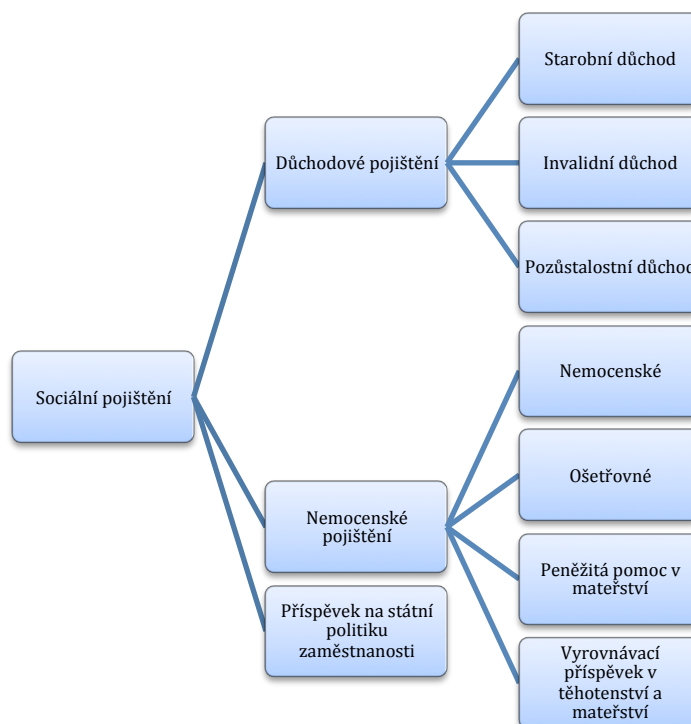 Starobní důchod
Důchodové pojištění
Invalidní důchod
Pozůstalostní důchod
Sociální pojištění
Nemocenské
Ošetřovné
Nemocenské
pojištění
Peněžitá pomoc v
mateřství
Příspěvek na státní
politiku
zaměstnanosti
Vyrovnávací
příspěvek v
těhotenství a
mateřství